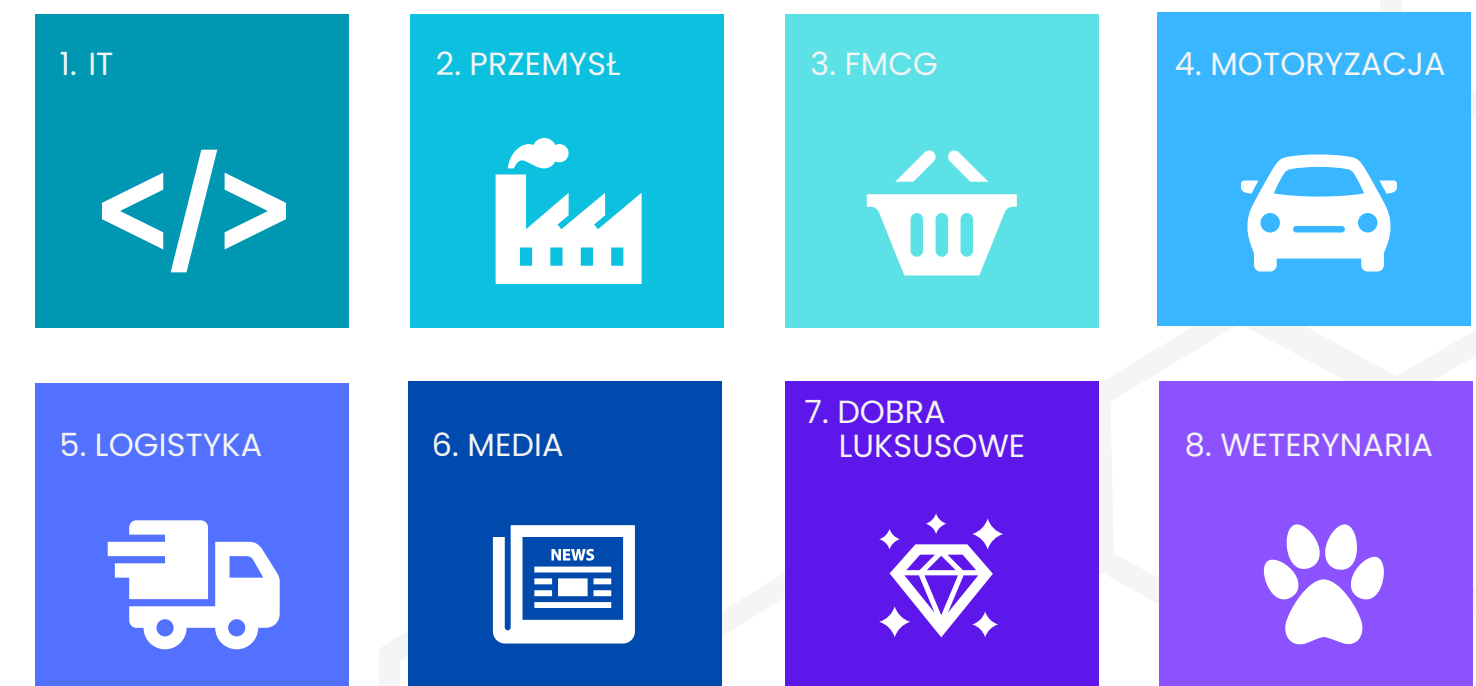 1. IT
2. PRZEMYSŁ
3. FMCG
4. MOTORYZACJA
</>
5. LOGISTYKA
6. MEDIA
7. DOBRA
LUKSUSOWE
8. WETERYNARIA
NEWS